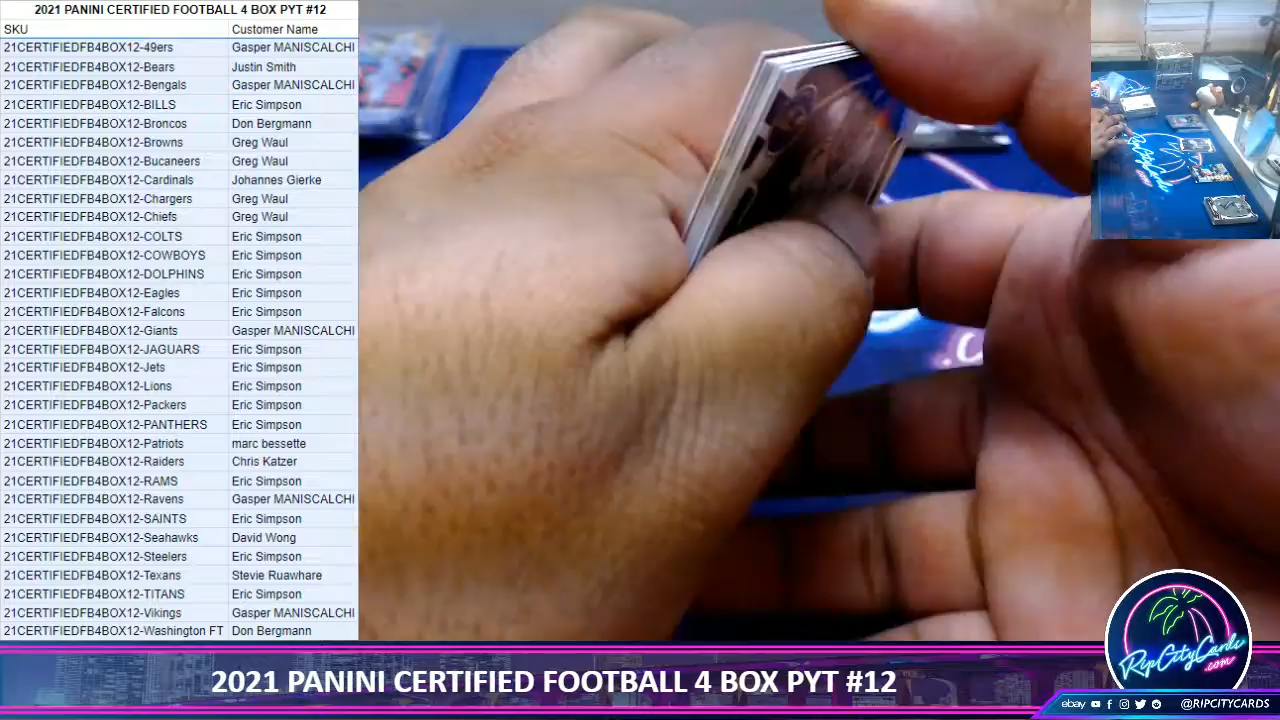 2021 PANINI CERTIFIED FOOTBALL 4 BOX PYT #12
SKU Customer Name
21CERTIFIEDFB4BOX12-49ers Gasper MANISCALCHI
21CERTIFIEDFB4BOX12-Bears Justin Smith
21CERTIFIEDFB4BOX12-Bengals Gasper MANISCALCHI
21CERTIFIEDFB4BOX12-BILLS Eric Simpson
21CERTIFIEDFB4BOX12-Broncos Don Bergmann
21CERTIFIEDFB4BOX12-Browns Greg Waul
21CERTIFIEDFB4BOX12-Bucaneers Greg Waul
21CERTIFIEDFB4BOX12-Cardinals Johannes Gierke
21CERTIFIEDFB4BOX12-Chargers Greg Waul
21CERTIFIEDFB4BOX12-Chiefs Greg Waul
21CERTIFIEDFB4BOX12-COLTS Eric Simpson
21CERTIFIEDFB4BOX12-COWBOYS Eric Simpson
21CERTIFIEDFB4BOX12-DOLPHINS Eric Simpson
21CERTIFIEDFB4BOX12-Eagles Eric Simpson
21CERTIFIEDFB4BOX12-Falcons Eric Simpson
21CERTIFIEDFB4BOX12-Giants Gasper MANISCALCHI
21CERTIFIEDFB4BOX12-JAGUARS Eric Simpson
21CERTIFIEDFB4BOX12-Jets Eric Simpson
21CERTIFIEDFB4BOX12-Lions Eric Simpson
21CERTIFIEDFB4BOX12-Packers Eric Simpson
21CERTIFIEDFB4BOX12-PANTHERS Eric Simpson
21CERTIFIEDFB4BOX12-Patriots marc bessette
21CERTIFIEDFB4BOX12-Raiders Chris Katzer
21CERTIFIEDFB4BOX12-RAMS Eric Simpson
21CERTIFIEDFB4BOX12-Ravens Gasper MANISCALCHI
21CERTIFIEDFB4BOX12-SAINTS Eric Simpson
21CERTIFIEDFB4BOX12-Seahawks David Wong
21CERTIFIEDFB4BOX12-Steelers Eric Simpson
21CERTIFIEDFB4BOX12-Texans Stevie Ruawhare
21CERTIFIEDFB4BOX12-TITANS Eric Simpson
21CERTIFIEDFB4BOX12-Vikings Gasper MANISCALCHI
21CERTIFIEDFB4BOX12-Washington FT Don Bergmann
RipCityCards
.com
2021 PANINI CERTIFIED FOOTBALL 4 BOX PYT #12
ebay @RIPCITYCARDS